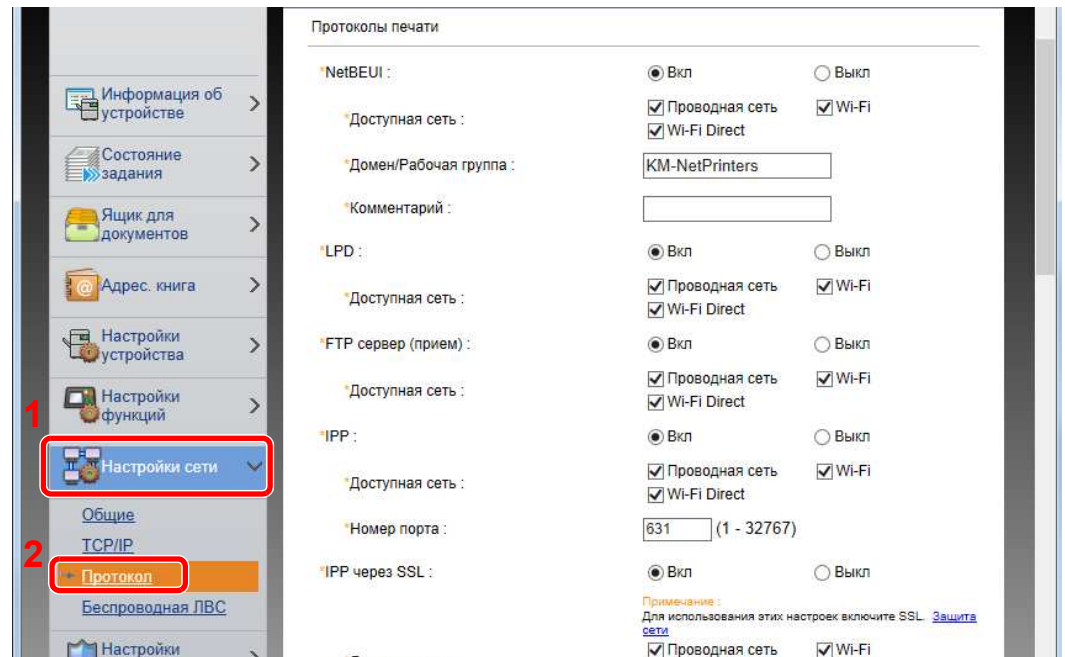 Информация об
устройстве
Состояние
задания
Ящик для
документов
Адрес. книга
Настройки
устройства
1
Настройки
функций
Настройки сети
Общие
TCP/IP
2
Протокол
Беспроводная ЛВС
Настройки
Протоколы печати
*NetBEUI : Вкл Выкл
*Доступная сеть : Проводная сеть Wi-Fi
Wi-Fi Direct
*Домен/Рабочая группа : KM-NetPrinters
*Комментарий :
*LPD : Вкл Выкл
*Доступная сеть : Проводная сеть Wi-Fi
Wi-Fi Direct
*FTP сервер (прием) : Вкл Выкл
*Доступная сеть : Проводная сеть Wi-Fi
Wi-Fi Direct
*IPP : Вкл Выкл
*Доступная сеть : Проводная сеть Wi-Fi
Wi-Fi Direct
*Номер порта : 631 (1 - 32767)
*IPP через SSL : Вкл Выкл
Примечание :
Для использования этих настроек включите SSL. Защита
сети
Проводная сеть Wi-Fi